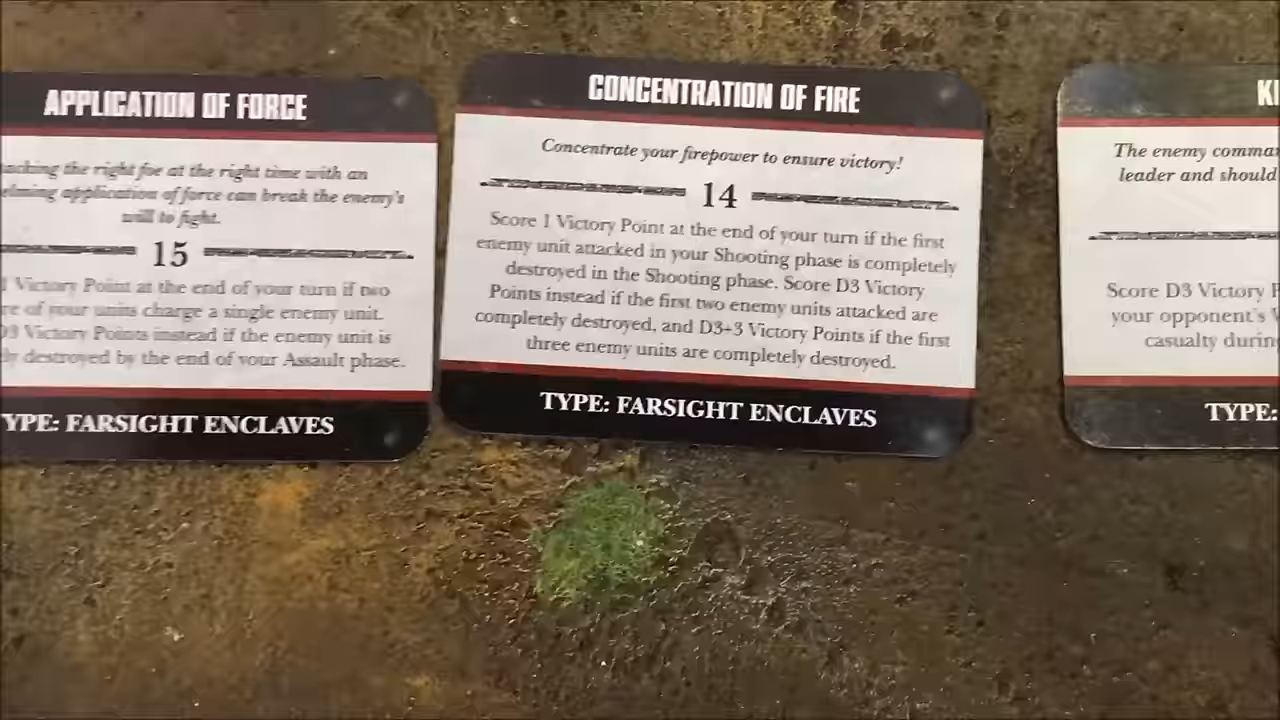 APPLICATION OF FORCE
the right foe at the right time with an
application of force can break the enemy's
will to fight.
15
1 Victory Point at the end of your turn if two
of your units charge a single enemy unit.
Victory Points instead if the enemy unit is
destroyed by the end of your Assault phase.
TYPE: FARSIGHT ENCLAVES
CONCENTRATION OF FIRE
Concentrate your firepower to ensure victory!
14
Score 1 Victory Point at the end of your turn if the first
enemy unit attacked in your Shooting phase is completely
destroyed in the Shooting phase. Score D3 Victory
Points instead if the first two enemy units attacked are
completely destroyed, and D3+3 Victory Points if the first
three enemy units are completely destroyed.
TYPE: FARSIGHT ENCLAVES
The enemy
leader and should
Score D3 Victory
your opponent's
casualty
TYPE: